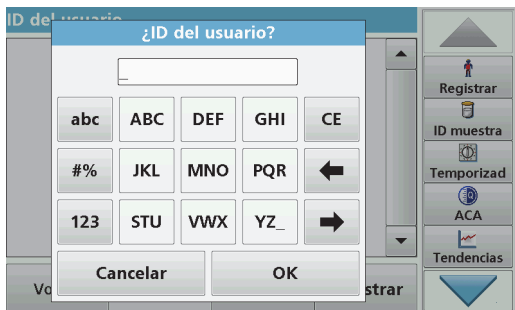 ID del usuario
¿ID del usuario?
_
abc ABC DEF GHI CE
#% JKL MNO PQR
123 STU VWX YZ_
Cancelar OK
Registrar
ID muestra
Temporizad
ACA
Tendencias